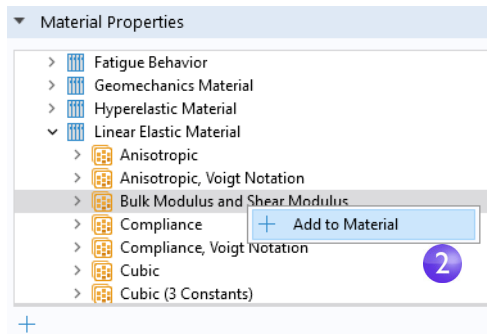 Material Properties
Fatigue Behavior
Geomechanics Material
Hyperelastic Material
Linear Elastic Material
Anisotropic
Anisotropic, Voigt Notation
Bulk Modulus and Shear Modulus
Compliance
Add to Material
Compliance, Voigt Notation
2
Cubic
Cubic (3 Constants)